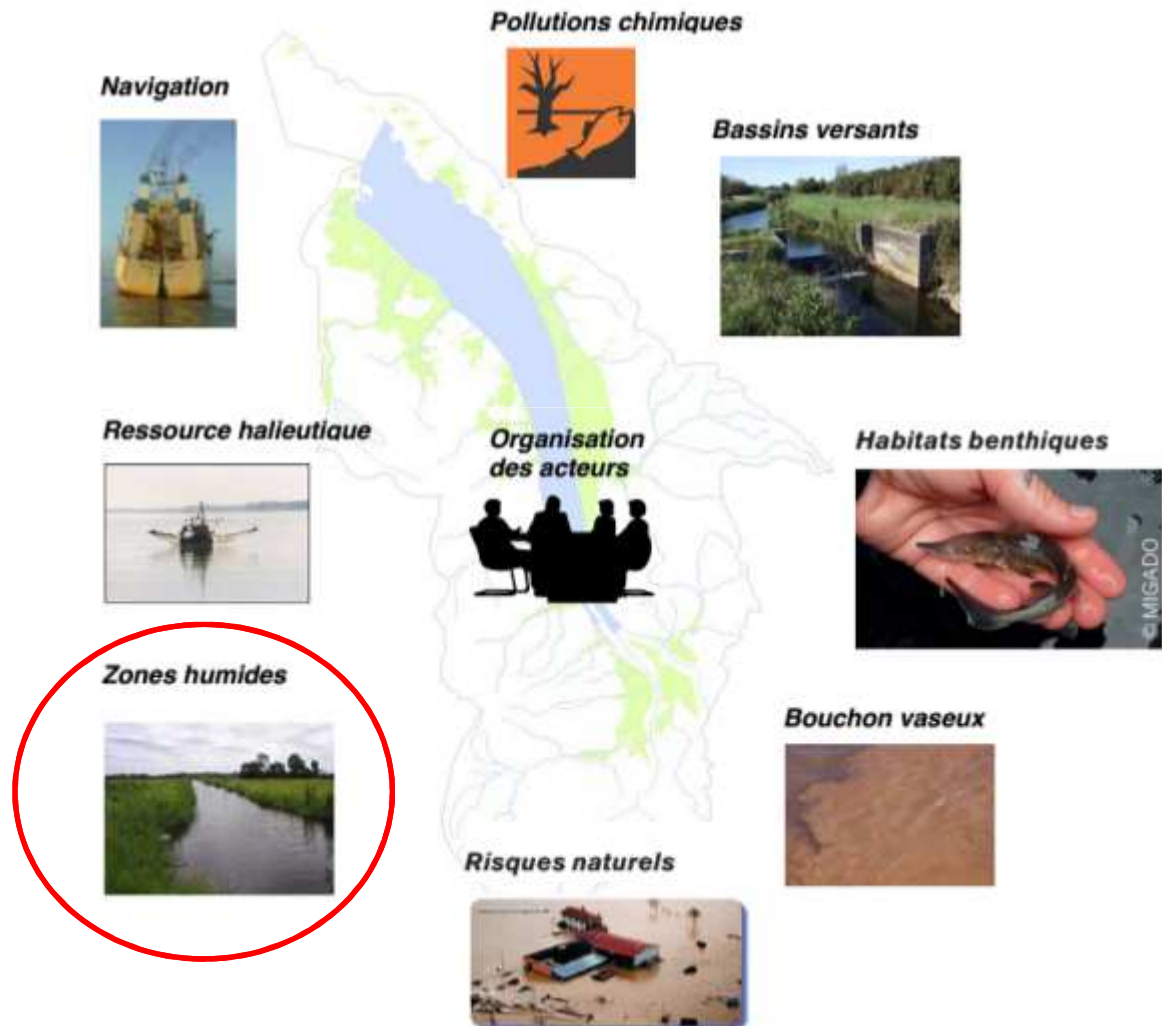 Pollutions chimiques
Navigation
Bassins versants
Ressource halieutique
Organisation
des acteurs
Habitats benthiques
© MIGADO
Zones humides
Bouchon vaseux
Risques naturels